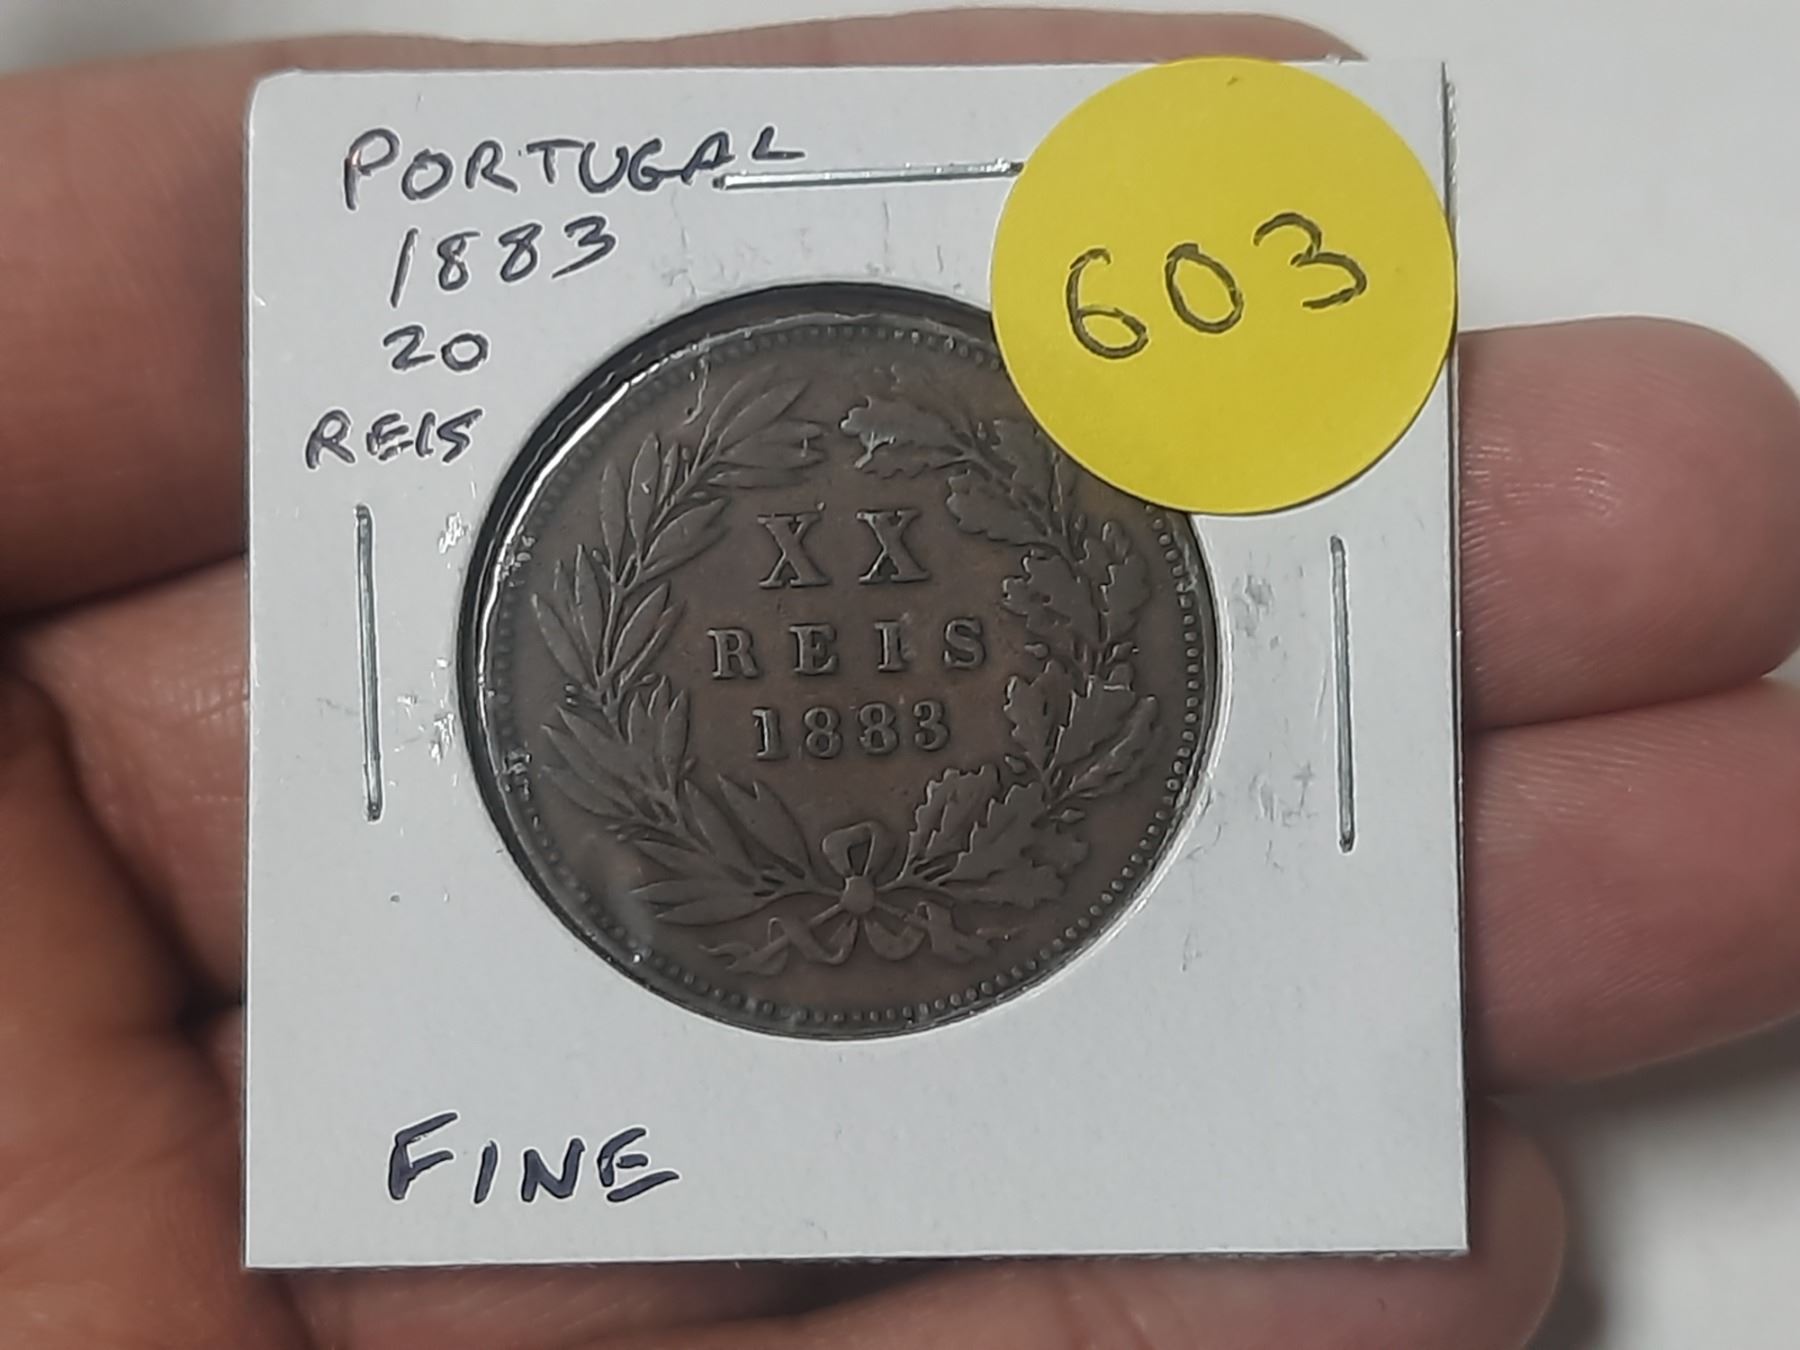 PORTUGAL
1883
20
REIS
603
XX
REIS
1883
FINE